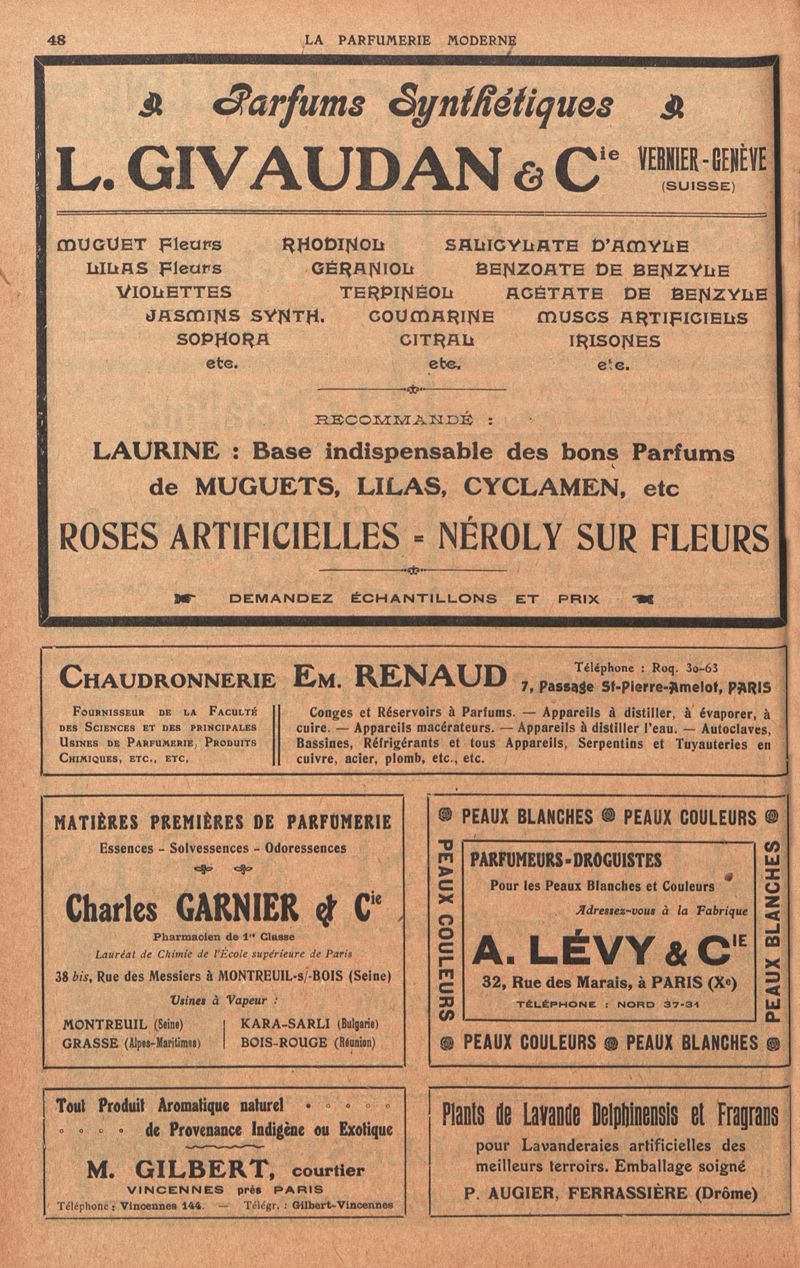 48
LA PARFUMERIE MODERNE
Parfums Synthétiques
L. GIVAUDAN & Cie VERNIER-GENÈVE
(SUISSE)
MUGUET Fleurs RHODINOL SALICYLATE D'AMYLE
LILAS Fleurs GÉRANIOL BENZOATE DE BENZYLE
VIOLETTES TERPINÉOL ACÉTATE DE BENZYLE
JASMINS SYNTH. COUMARINE MUSCS ARTIFICIELS
SOPHORA CITRAL IRISONES
etc. etc. etc.
RECOMMANDÉ :
LAURINE : Base indispensable des bons Parfums
de MUGUETS, LILAS, CYCLAMEN, etc
ROSES ARTIFICIELLES = NÉROLY SUR FLEURS
DEMANDEZ ÉCHANTILLONS ET PRIX
CHAUDRONNERIE EM. RENAUD
Téléphone : Roq. 30-63
7, Passage St-Pierre-Amelot, PARIS
FOURNISSEUR DE LA FACULTÉ
DES SCIENCES ET DES PRINCIPALES
USINES DE PARFUMERIE, PRODUITS
CHIMIQUES, ETC., ETC,
Conges et Réservoirs à Parfums. — Appareils à distiller, à évaporer, à
cuire. — Appareils macérateurs. — Appareils à distiller l'eau. — Autoclaves,
Bassines, Réfrigérants et tous Appareils, Serpentins et Tuyauteries en
cuivre, acier, plomb, etc., etc.
MATIÈRES PREMIÈRES DE PARFUMERIE
Essences - Solvessences - Odoressences
Charles GARNIER & Cie
Pharmacien de 1re Classe
Lauréat de Chimie de l'École supérieure de Paris
38 bis, Rue des Messiers à MONTREUIL-s/-BOIS (Seine)
Usines à Vapeur :
MONTREUIL (Seine) KARA-SARLI (Bulgarie)
GRASSE (Alpes-Maritimes) BOIS-ROUGE (Réunion)
PEAUX BLANCHES PEAUX COULEURS
PEAUX COULEURS
PARFUMEURS-DROGUISTES
Pour les Peaux Blanches et Couleurs
Adressez-vous à la Fabrique
A. LÉVY & CIE
32, Rue des Marais, à PARIS (Xe)
TÉLÉPHONE : NORD 37-31
PEAUX BLANCHES
PEAUX COULEURS PEAUX BLANCHES
Tout Produit Aromatique naturel
de Provenance Indigène ou Exotique
M. GILBERT, courtier
VINCENNES près PARIS
Téléphone : Vincennes 144. — Télégr. : Gilbert-Vincennes
Plants de Lavande Delphinensis et Fragrans
pour Lavanderaies artificielles des
meilleurs terroirs. Emballage soigné
P. AUGIER, FERRASSIÈRE (Drôme)